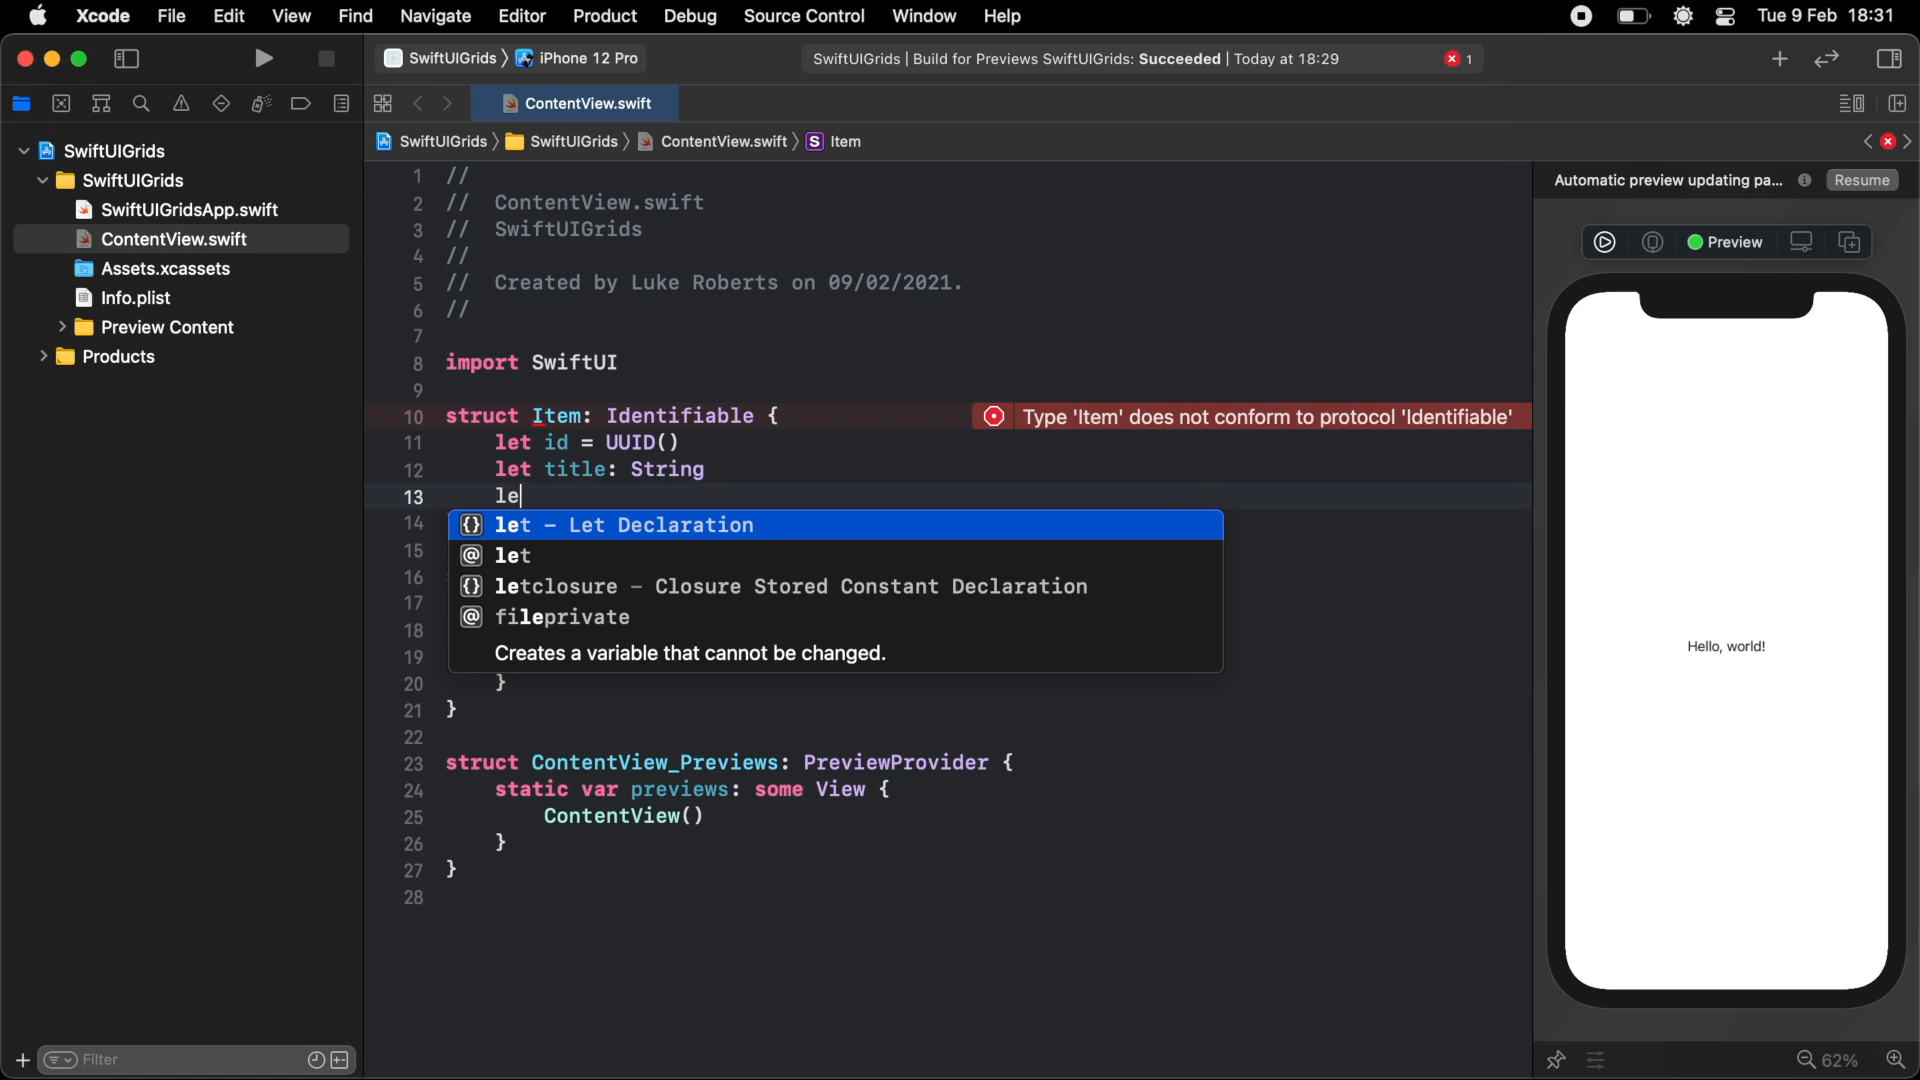 Xcode File Edit View Find Navigate Editor Product Debug Source Control Window Help Tue 9 Feb 18:31
SwiftUIGrids iPhone 12 Pro SwiftUIGrids | Build for Previews SwiftUIGrids: Succeeded | Today at 18:29 1
ContentView.swift
SwiftUIGrids SwiftUIGrids ContentView.swift S Item
SwiftUIGrids
SwiftUIGrids
SwiftUIGridsApp.swift
ContentView.swift
Assets.xcassets
Info.plist
Preview Content
Products
Filter
1 //
2 // ContentView.swift
3 // SwiftUIGrids
4 //
5 // Created by Luke Roberts on 09/02/2021.
6 //
7
8 import SwiftUI
9
10 struct Item: Identifiable { Type 'Item' does not conform to protocol 'Identifiable'
11 let id = UUID()
12 let title: String
13 le
14 {} let – Let Declaration
15 @ let
16 {} letclosure – Closure Stored Constant Declaration
17 @ fileprivate
18
19 Creates a variable that cannot be changed.
20 }
21 }
22
23 struct ContentView_Previews: PreviewProvider {
24 static var previews: some View {
25 ContentView()
26 }
27 }
28
Automatic preview updating pa... Resume
Preview
Hello, world!
62%